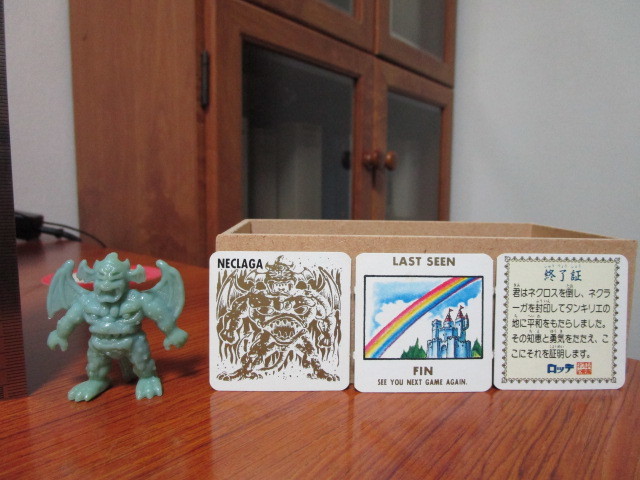 NECLAGA
LAST SEEN
FIN
SEE YOU NEXT GAME AGAIN.
終了証
君はネクロスを倒し、ネクラ
ーガを封印してタンキリエの
地に平和をもたらしました。
その知恵と勇気をたたえ、こ
こにそれを証明します。
ロッテ